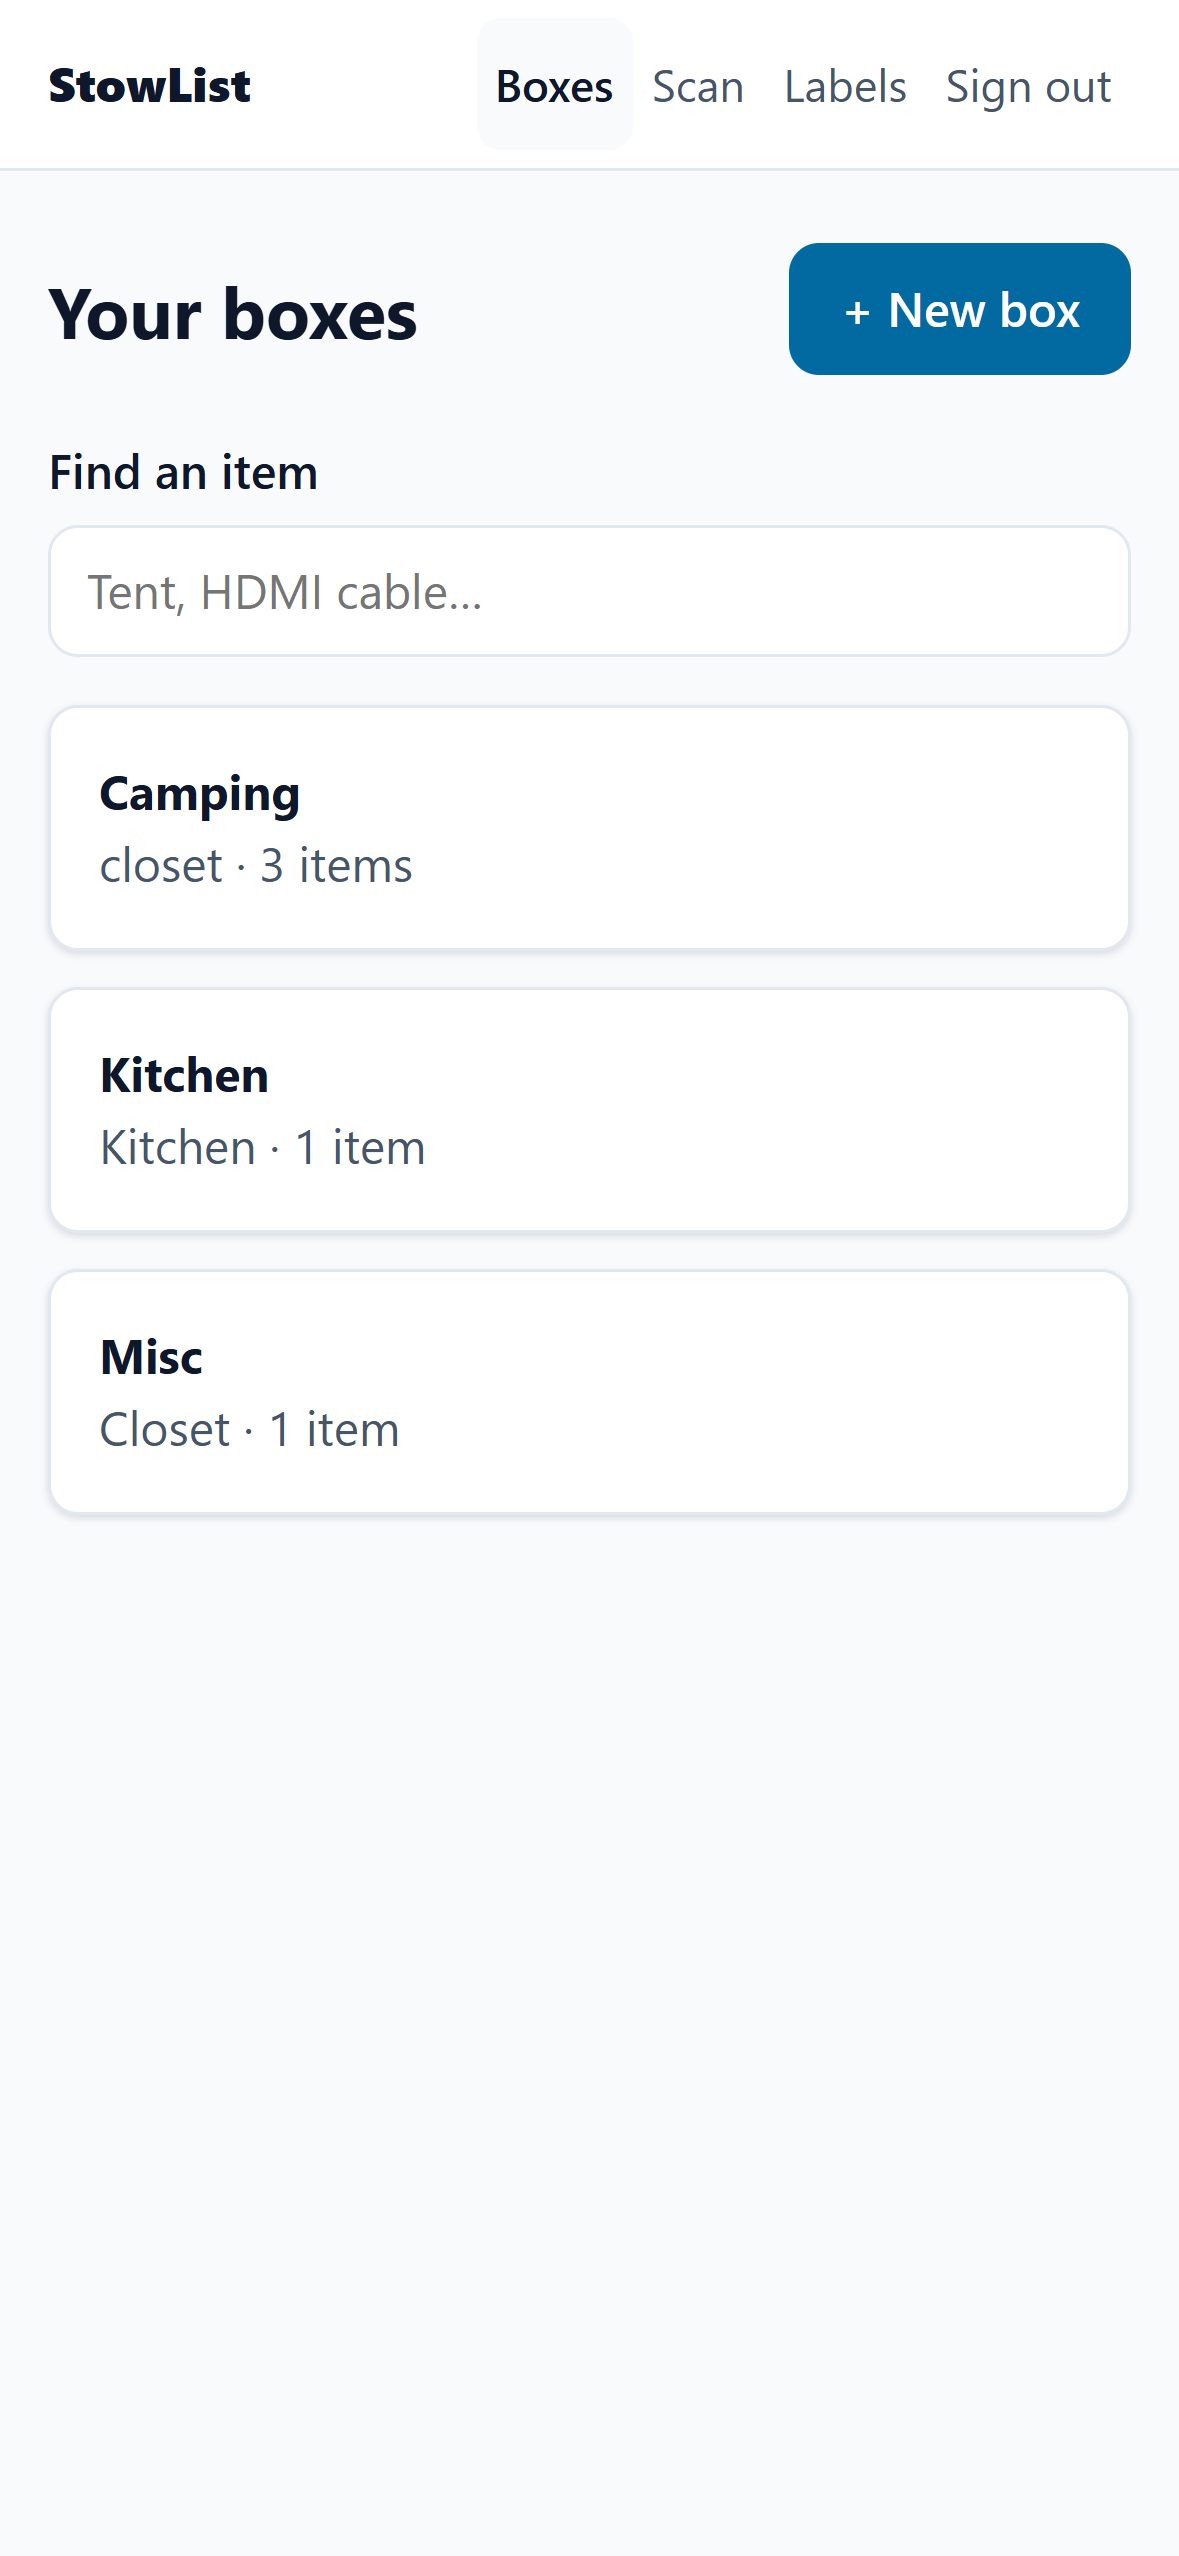 StowList Boxes Scan Labels Sign out
Your boxes + New box
Find an item
Tent, HDMI cable...
Camping
closet · 3 items
Kitchen
Kitchen · 1 item
Misc
Closet · 1 item